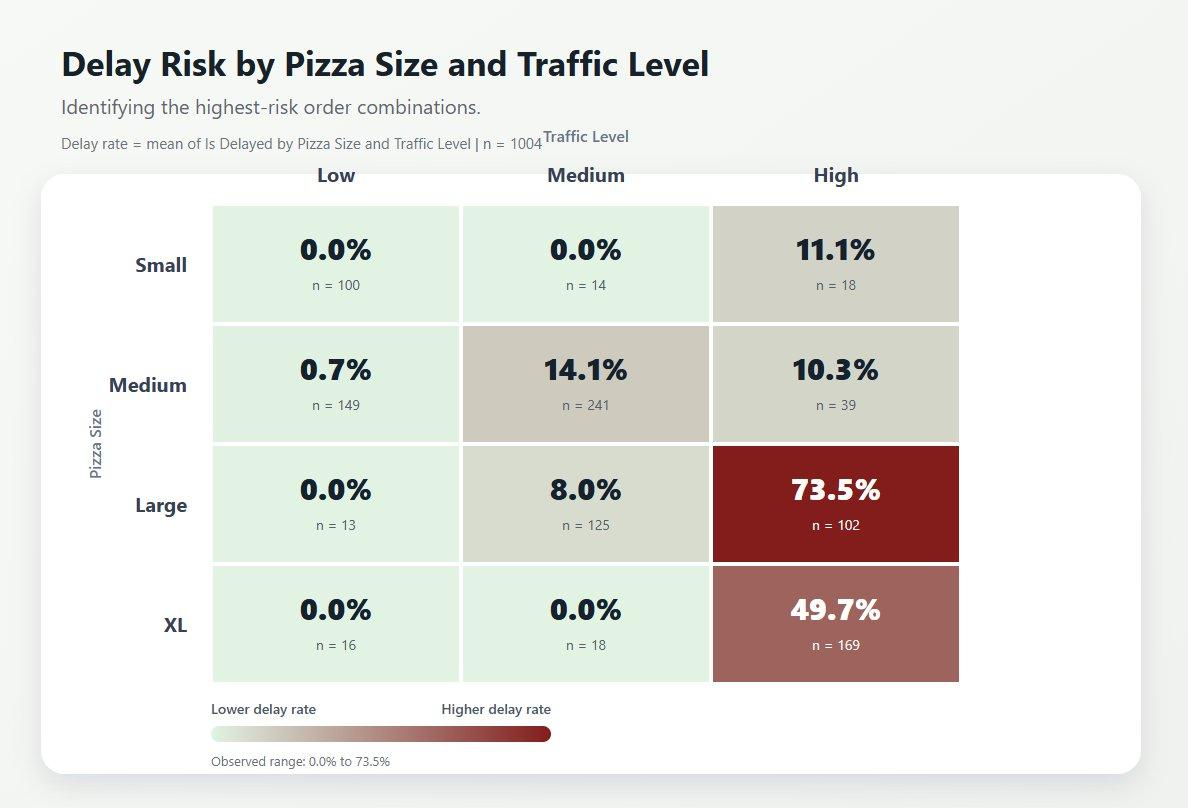 Delay Risk by Pizza Size and Traffic Level
Identifying the highest-risk order combinations.
Delay rate = mean of Is Delayed by Pizza Size and Traffic Level | n = 1004
Traffic Level
Low Medium High
Pizza Size
Small 0.0% 0.0% 11.1%
n = 100 n = 14 n = 18
Medium 0.7% 14.1% 10.3%
n = 149 n = 241 n = 39
Large 0.0% 8.0% 73.5%
n = 13 n = 125 n = 102
XL 0.0% 0.0% 49.7%
n = 16 n = 18 n = 169
Lower delay rate Higher delay rate
Observed range: 0.0% to 73.5%